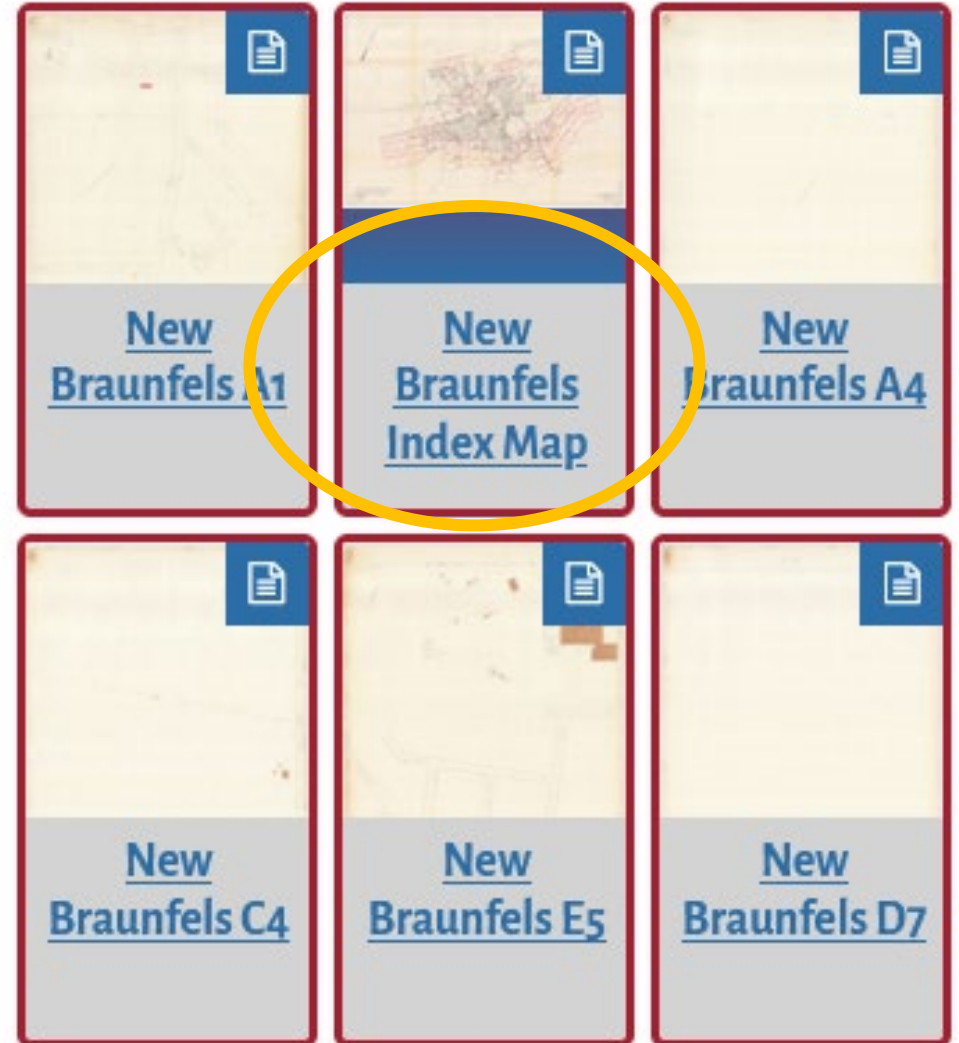 New
Braunfels A1
New
Braunfels
Index Map
New
Braunfels A4
New
Braunfels C4
New
Braunfels E5
New
Braunfels D7